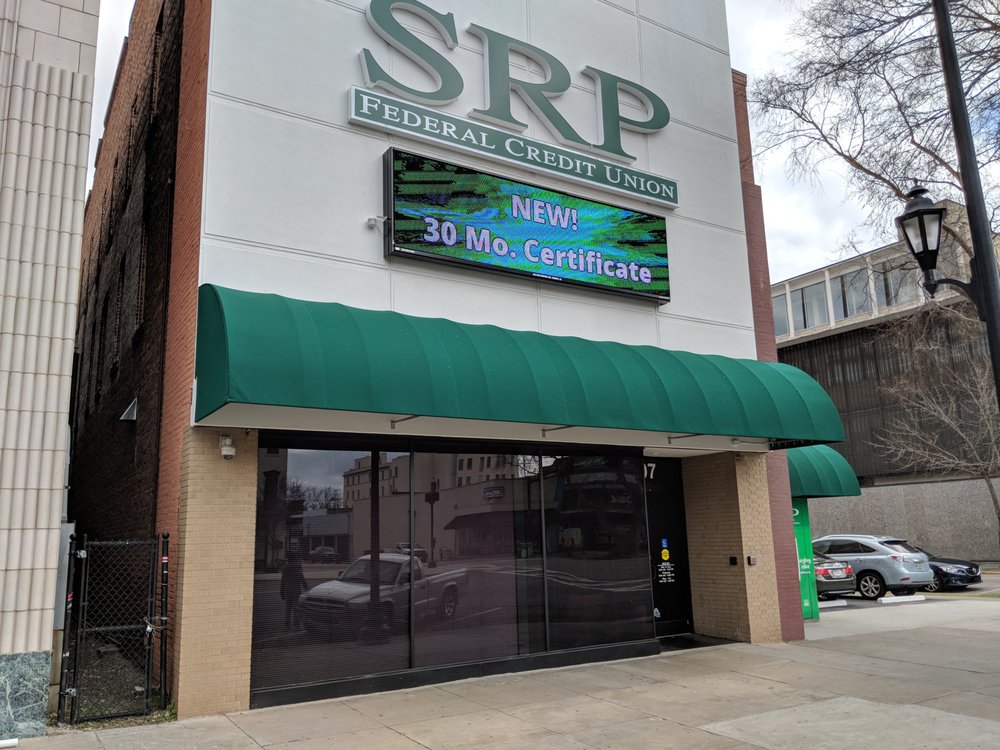 SRP
FEDERAL CREDIT UNION
NEW!
30 Mo. Certificate
07
P